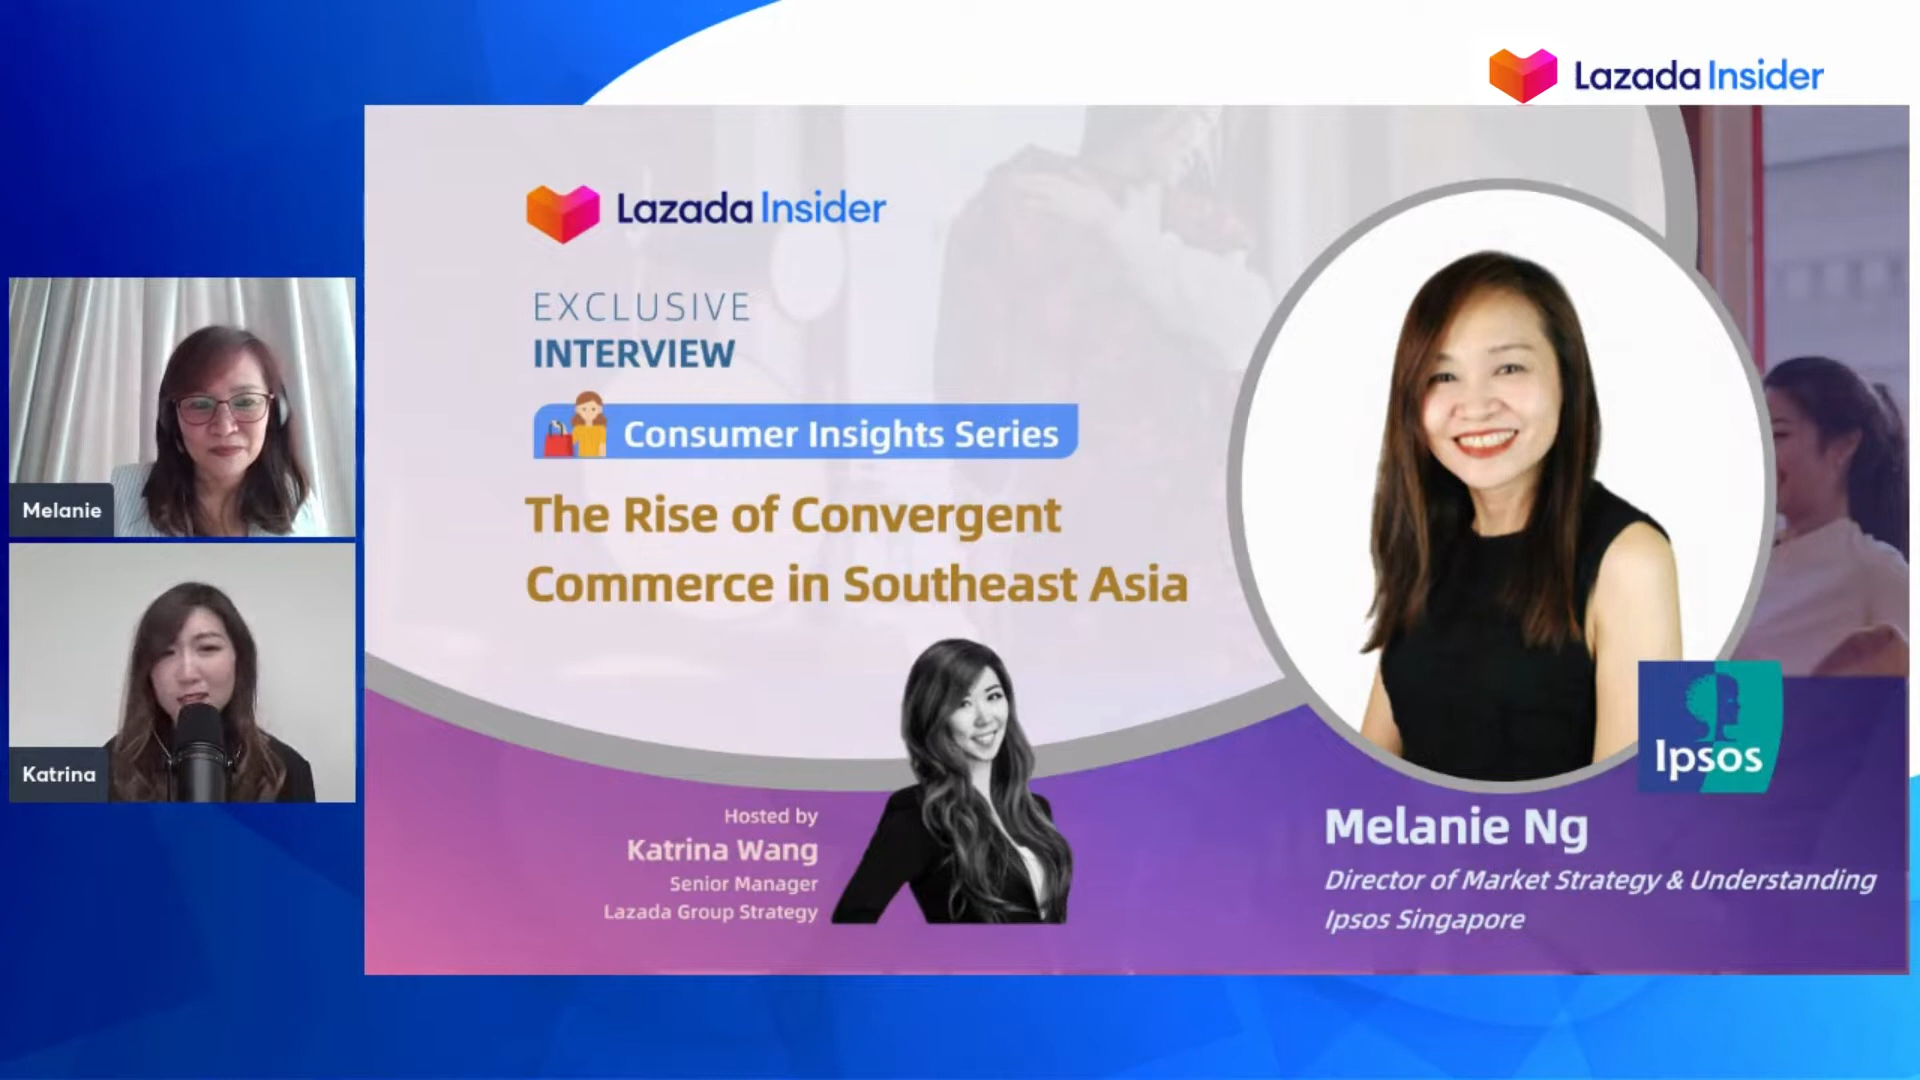 Lazada Insider
Lazada Insider
EXCLUSIVE
INTERVIEW
Consumer Insights Series
The Rise of Convergent
Commerce in Southeast Asia
Melanie
Katrina
Hosted by
Katrina Wang
Senior Manager
Lazada Group Strategy
Ipsos
Melanie Ng
Director of Market Strategy & Understanding
Ipsos Singapore